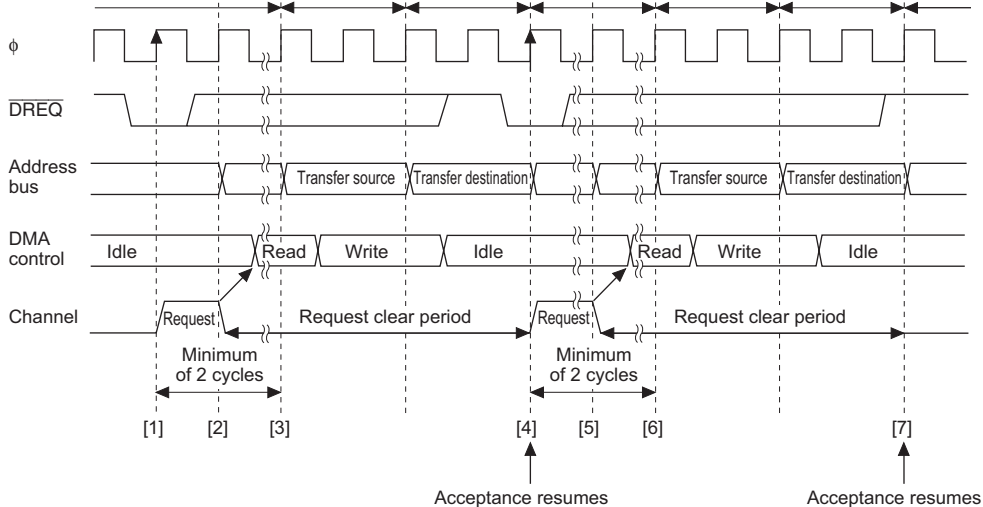 ϕ
DREQ
Address
bus
Transfer source Transfer destination Transfer source Transfer destination
DMA
control
Idle Read Write Idle Read Write Idle
Channel
Request Request clear period Request Request clear period
Minimum
of 2 cycles
Minimum
of 2 cycles
[1] [2] [3] [4] [5] [6] [7]
Acceptance resumes Acceptance resumes